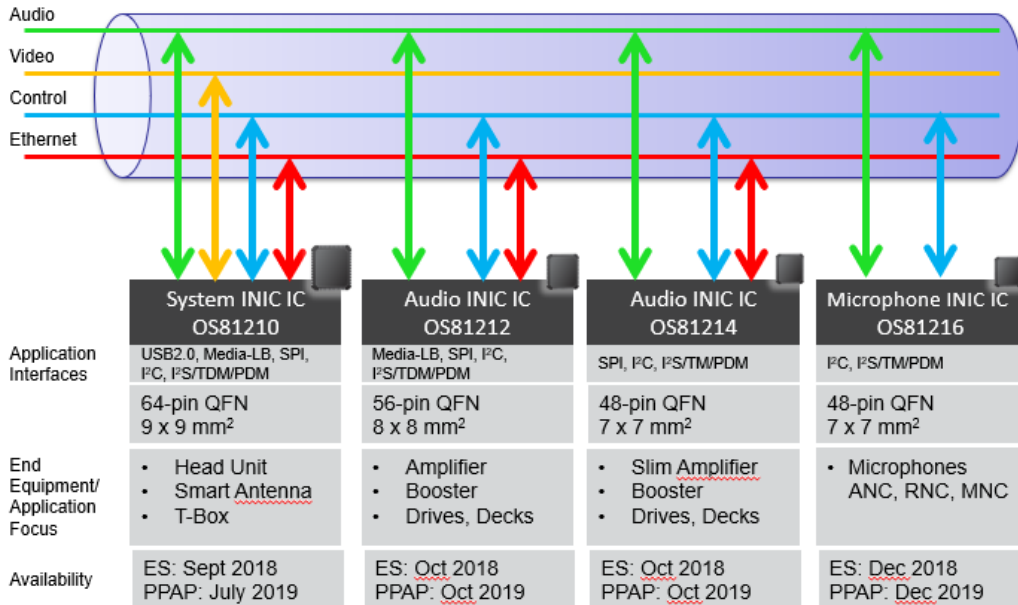 Audio
Video
Control
Ethernet
System INIC IC
OS81210
Audio INIC IC
OS81212
Audio INIC IC
OS81214
Microphone INIC IC
OS81216
Application
Interfaces
USB2.0, Media-LB, SPI,
I²C, I²S/TDM/PDM
Media-LB, SPI, I²C,
I²S/TDM/PDM
SPI, I²C, I²S/TM/PDM
I²C, I²S/TM/PDM
64-pin QFN
9 x 9 mm²
56-pin QFN
8 x 8 mm²
48-pin QFN
7 x 7 mm²
48-pin QFN
7 x 7 mm²
End
Equipment/
Application
Focus
• Head Unit
• Smart Antenna
• T-Box
• Amplifier
• Booster
• Drives, Decks
• Slim Amplifier
• Booster
• Drives, Decks
• Microphones
ANC, RNC, MNC
Availability
ES: Sept 2018
PPAP: July 2019
ES: Oct 2018
PPAP: Oct 2019
ES: Oct 2018
PPAP: Oct 2019
ES: Dec 2018
PPAP: Dec 2019